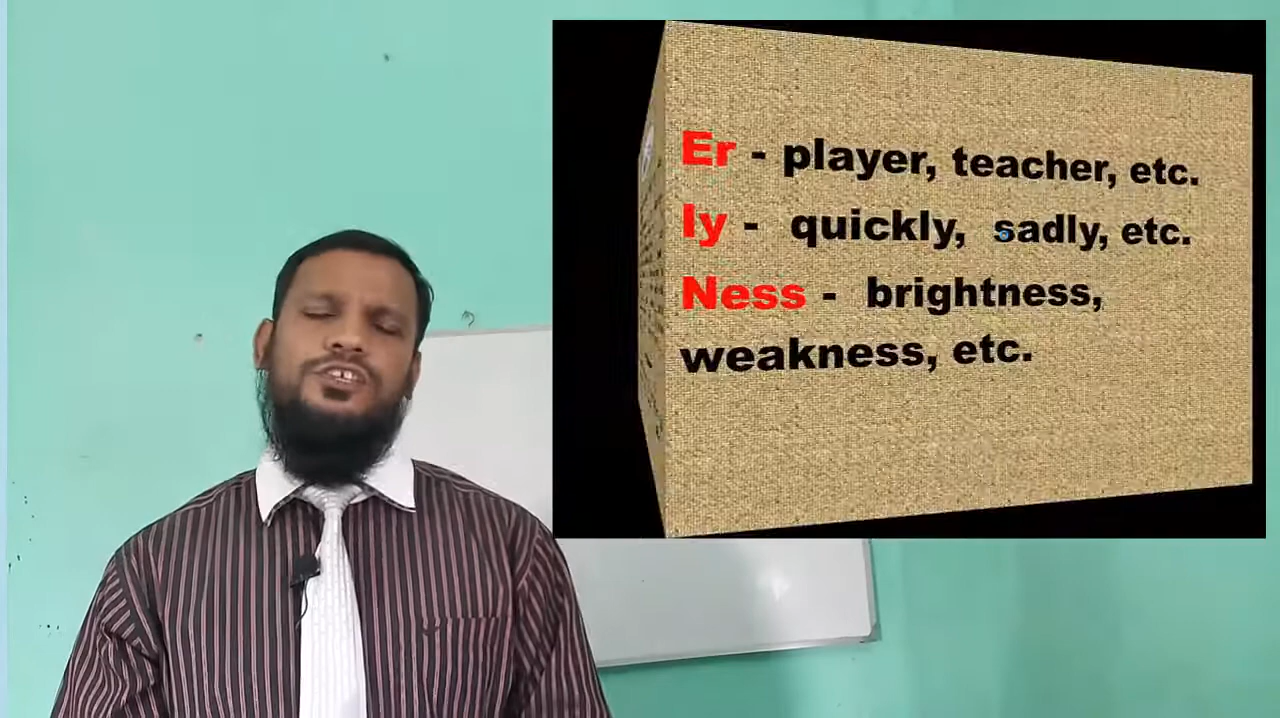 Er - player, teacher, etc.
ly - quickly, sadly, etc.
Ness - brightness,
weakness, etc.